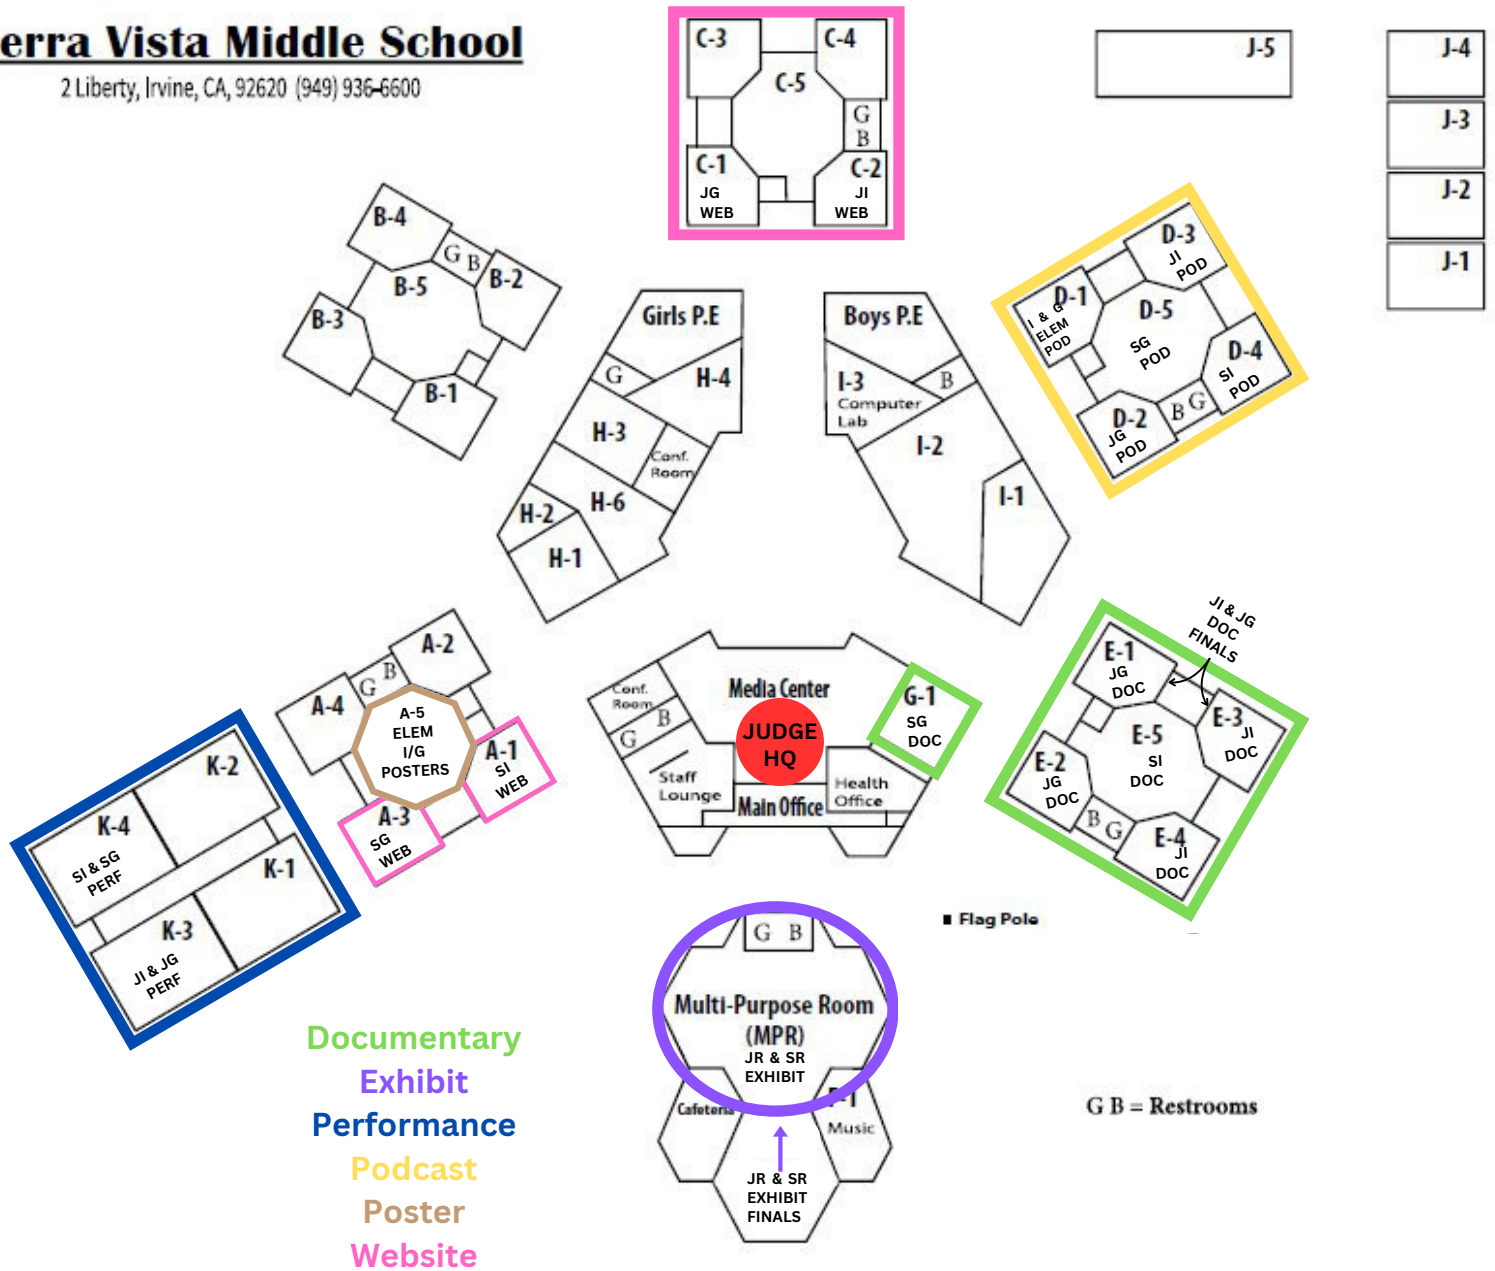 erra Vista Middle School
2 Liberty, Irvine, CA, 92620 (949) 936-6600
C-3
C-4
C-5
G
B
C-1
JG
WEB
C-2
JI
WEB
J-5
J-4
J-3
J-2
J-1
B-4
G B
B-2
B-5
B-3
B-1
Girls P.E
G
H-4
H-3
Conf.
Room
H-6
H-2
H-1
Boys P.E
I-3
Computer
Lab
B
I-2
I-1
D-3
JI
POD
D-1
I & G
ELEM
POD
D-5
SG
POD
D-4
SI
POD
D-2
JG
POD
B G
A-2
B
G
A-4
A-5
ELEM
I/G
POSTERS
A-1
SI
WEB
A-3
SG
WEB
Conf.
Room
B
G
Media Center
JUDGE
HQ
Staff
Lounge
Main Office
Health
Office
G-1
SG
DOC
JI & JG
DOC
FINALS
E-1
JG
DOC
E-3
JI
DOC
E-5
SI
DOC
E-2
JG
DOC
B G
E-4
JI
DOC
K-2
K-4
SI & SG
PERF
K-1
K-3
JI & JG
PERF
Flag Pole
G B
Multi-Purpose Room
(MPR)
JR & SR
EXHIBIT
Cafeteria
F-1
Music
JR & SR
EXHIBIT
FINALS
Documentary
Exhibit
Performance
Podcast
Poster
Website
G B = Restrooms